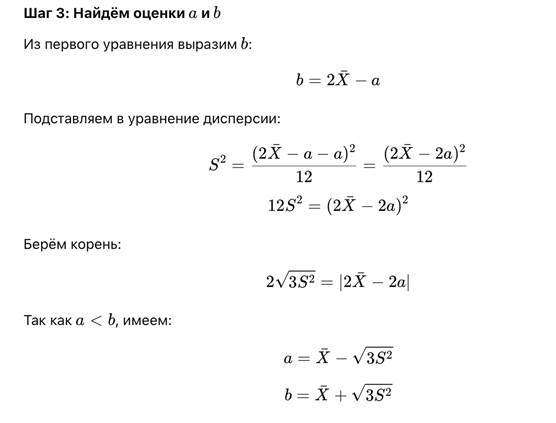 Шаг 3: Найдём оценки a и b
Из первого уравнения выразим b:
b = 2X̄ − a
Подставляем в уравнение дисперсии:
S² = (2X̄ − a − a)² / 12 = (2X̄ − 2a)² / 12
12S² = (2X̄ − 2a)²
Берём корень:
2√(3S²) = |2X̄ − 2a|
Так как a < b, имеем:
a = X̄ − √(3S²)
b = X̄ + √(3S²)